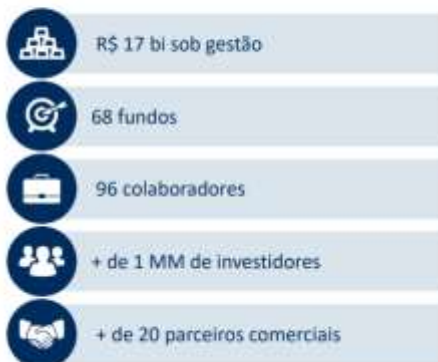 R$ 17 bi sob gestão
68 fundos
96 colaboradores
+ de 1 MM de investidores
+ de 20 parceiros comerciais